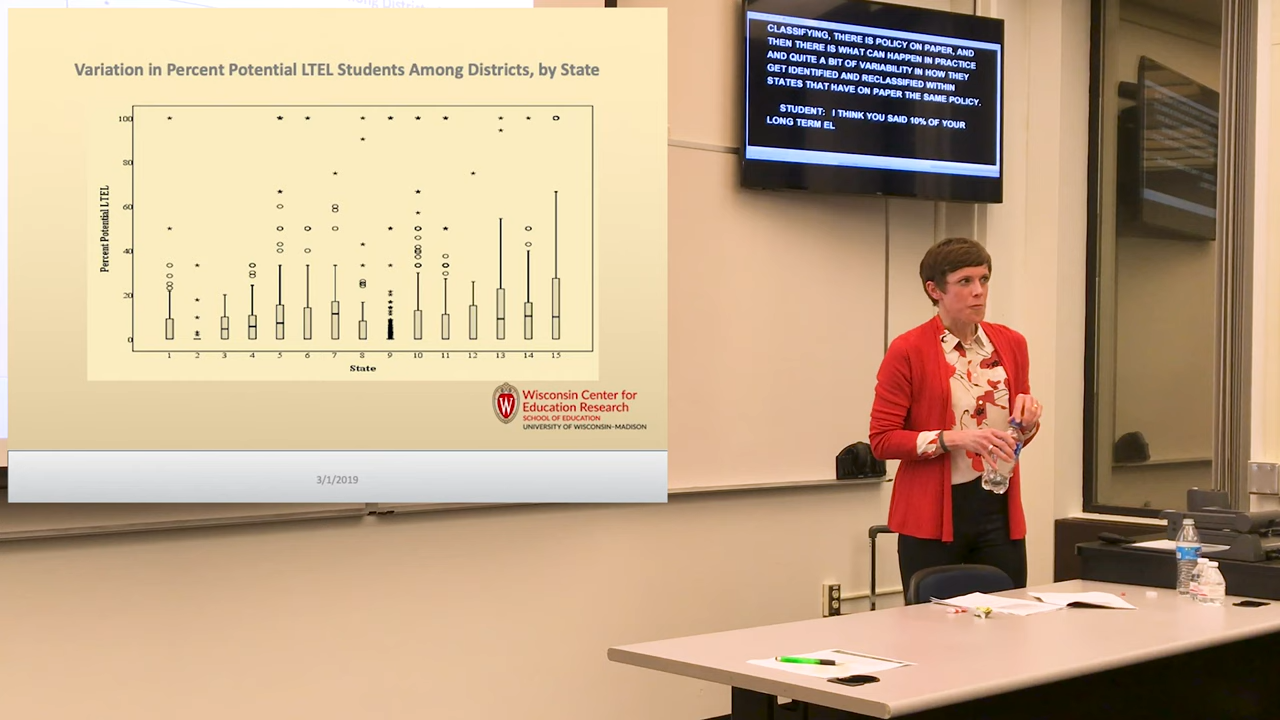 Variation in Percent Potential LTEL Students Among Districts, by State
100
80
60
40
20
0
Percent Potential LTEL
1 2 3 4 5 6 7 8 9 10 11 12 13 14 15
State
W
Wisconsin Center for
Education Research
SCHOOL OF EDUCATION
UNIVERSITY OF WISCONSIN–MADISON
3/1/2019
CLASSIFYING, THERE IS POLICY ON PAPER, AND
THEN THERE IS WHAT CAN HAPPEN IN PRACTICE
AND QUITE A BIT OF VARIABILITY IN HOW THEY
GET IDENTIFIED AND RECLASSIFIED WITHIN
STATES THAT HAVE ON PAPER THE SAME POLICY.
STUDENT: I THINK YOU SAID 10% OF YOUR
LONG TERM EL